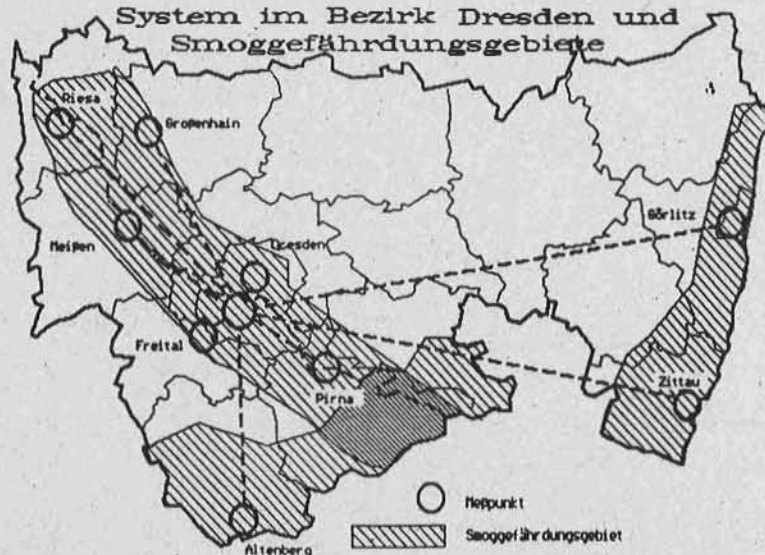 System im Bezirk Dresden und
Smoggefährdungsgebiete
Riesa
Großenhain
Görlitz
Meißen
Dresden
Freital
Zittau
Pirna
Meßpunkt
Smoggefährdungsgebiet
Altenberg